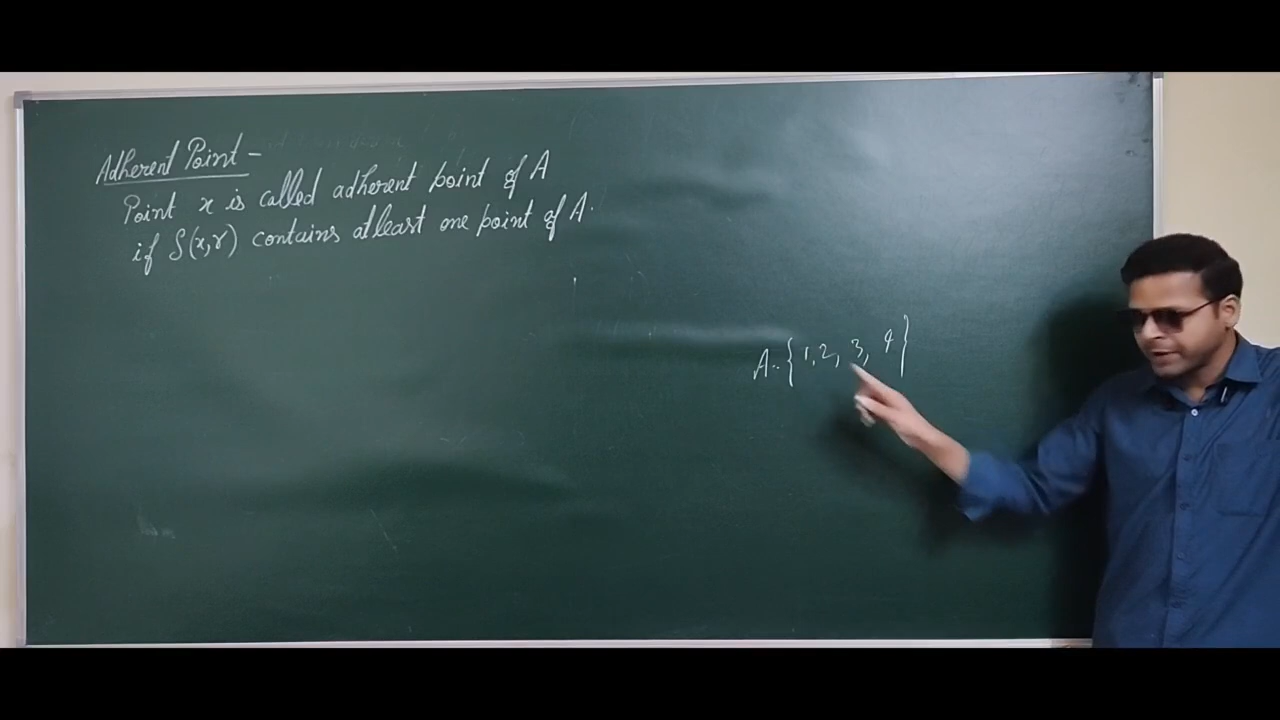 Adherent Point -
Point x is called adherent point of A
if S(x,r) contains atleast one point of A.
A = {1, 2, 3, 4}